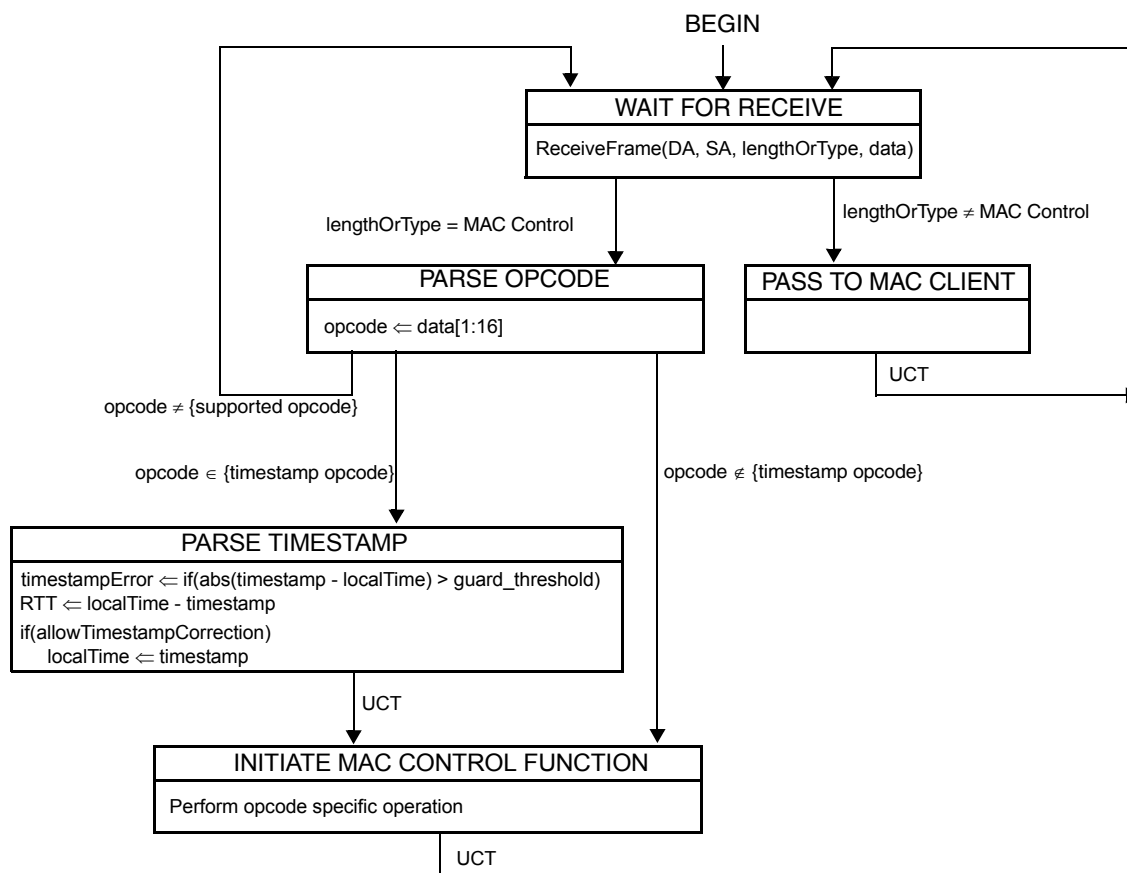 BEGIN
WAIT FOR RECEIVE
ReceiveFrame(DA, SA, lengthOrType, data)
lengthOrType = MAC Control
lengthOrType ≠ MAC Control
PARSE OPCODE
opcode ⇐ data[1:16]
PASS TO MAC CLIENT
UCT
opcode ≠ {supported opcode}
opcode ∈ {timestamp opcode}
opcode ∉ {timestamp opcode}
PARSE TIMESTAMP
timestampError ⇐ if(abs(timestamp - localTime) > guard_threshold)
RTT ⇐ localTime - timestamp
if(allowTimestampCorrection)
localTime ⇐ timestamp
UCT
INITIATE MAC CONTROL FUNCTION
Perform opcode specific operation
UCT